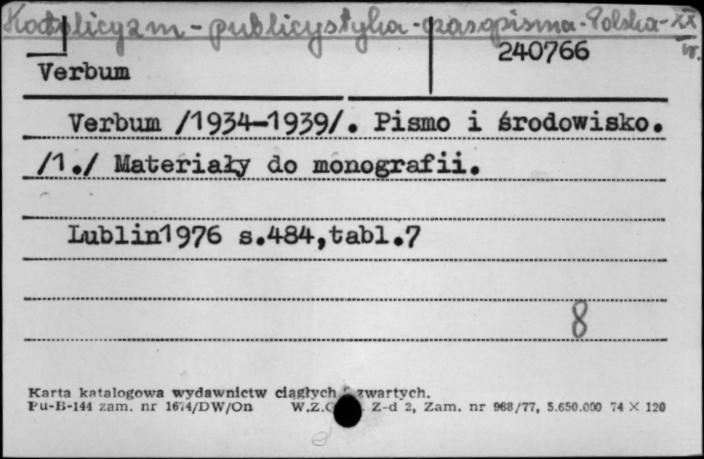 Katolicyzm - publicystyka - czasopisma - Polska - XX w.
240766
Verbum
Verbum /1934-1939/. Pismo i środowisko.
/1./ Materiały do monografii.
Lublin1976 s.484,tabl.7
8
Karta katalogowa wydawnictw ciągłych zwartych.
Pu-B-144 zam. nr 1674/DW/On W.Z.G. Z-d 2, Zam. nr 968/77, 5.650.000 74 X 120